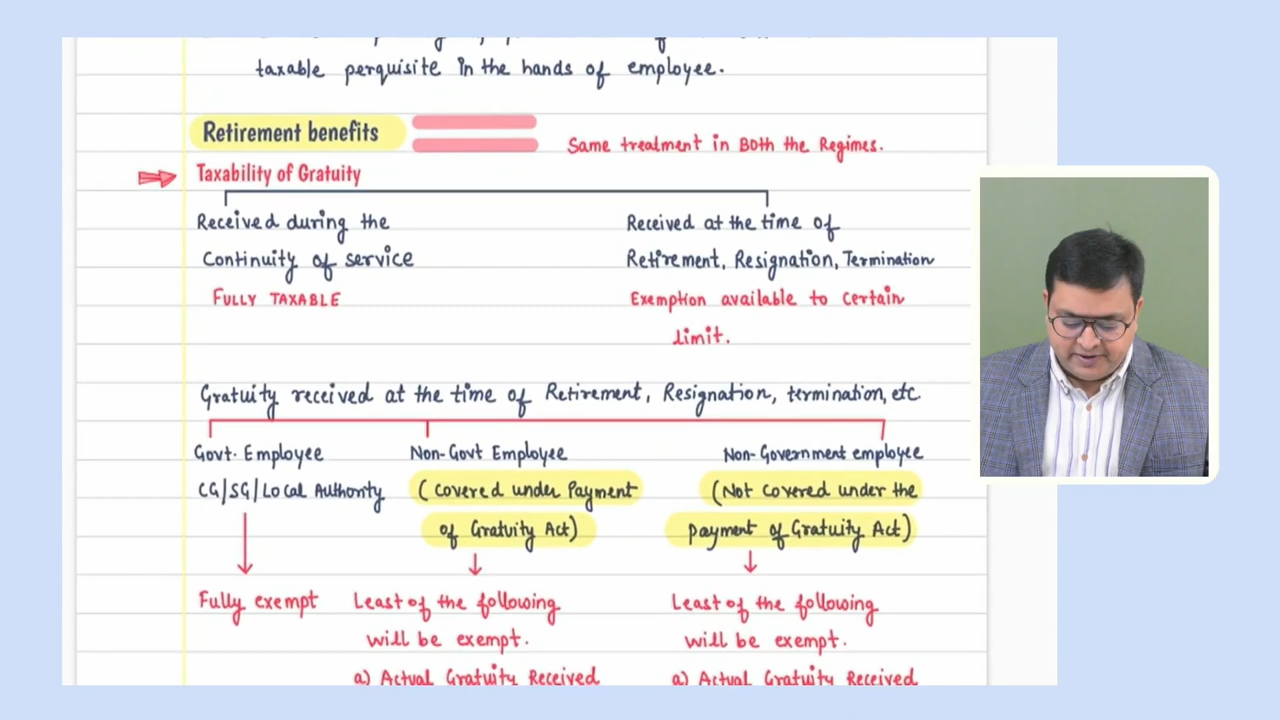 taxable perquisite in the hands of employee.
Retirement benefits
Same treatment in BOTH the Regimes.
Taxability of Gratuity
Received during the
Continuity of service
FULLY TAXABLE
Received at the time of
Retirement, Resignation, Termination
Exemption available to certain
limit.
Gratuity received at the time of Retirement, Resignation, termination, etc.
Govt. Employee
CG/SG/Local Authority
Fully exempt
Non-Govt Employee
(Covered under Payment
of Gratuity Act)
Least of the following
will be exempt.
a) Actual Gratuity Received
Non-Government employee
(Not covered under the
payment of Gratuity Act)
Least of the following
will be exempt.
a) Actual Gratuity Received